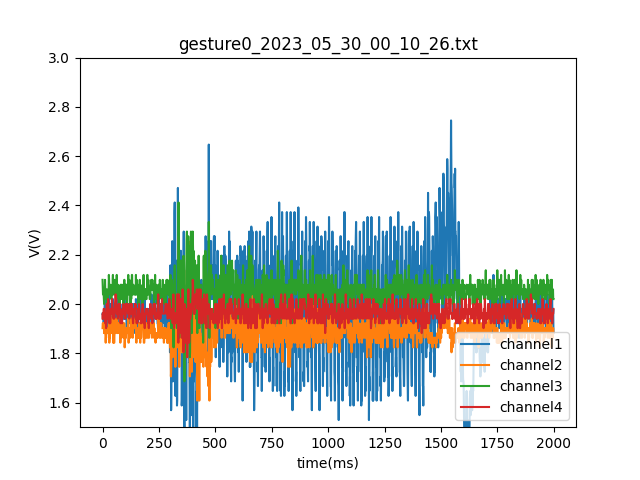 gesture0_2023_05_30_00_10_26.txt
3.0
2.8
2.6
2.4
2.2
2.0
1.8
1.6
V(V)
channel1
channel2
channel3
channel4
0 250 500 750 1000 1250 1500 1750 2000
time(ms)